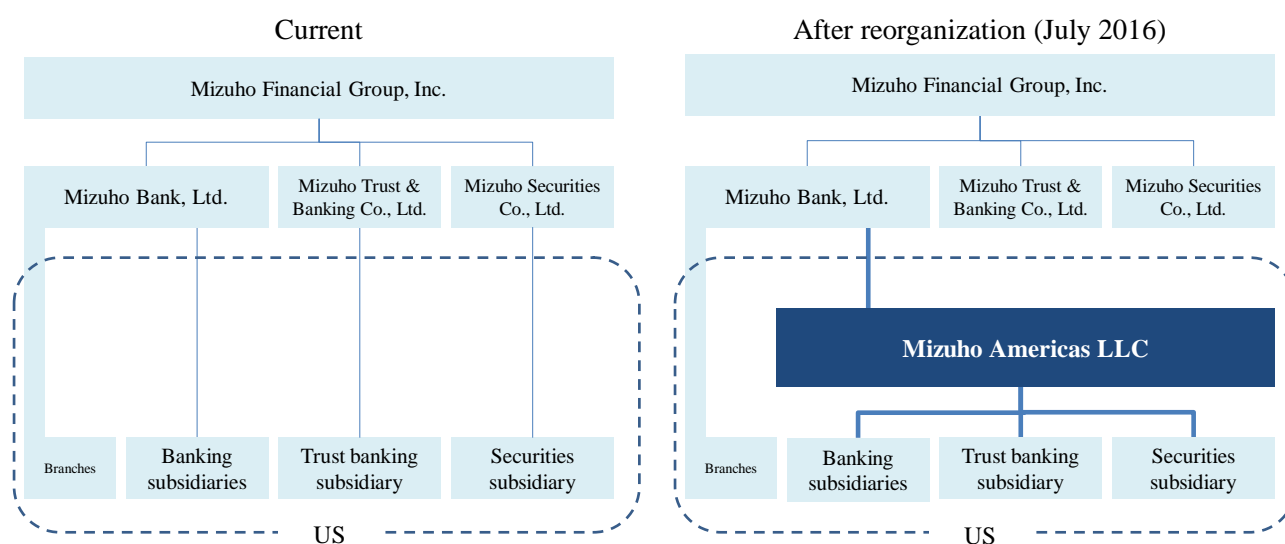 Current
Mizuho Financial Group, Inc.
Mizuho Bank, Ltd.
Mizuho Trust &
Banking Co., Ltd.
Mizuho Securities
Co., Ltd.
Branches
Banking
subsidiaries
Trust banking
subsidiary
Securities
subsidiary
US
After reorganization (July 2016)
Mizuho Financial Group, Inc.
Mizuho Bank, Ltd.
Mizuho Trust &
Banking Co., Ltd.
Mizuho Securities
Co., Ltd.
Mizuho Americas LLC
Branches
Banking
subsidiaries
Trust banking
subsidiary
Securities
subsidiary
US